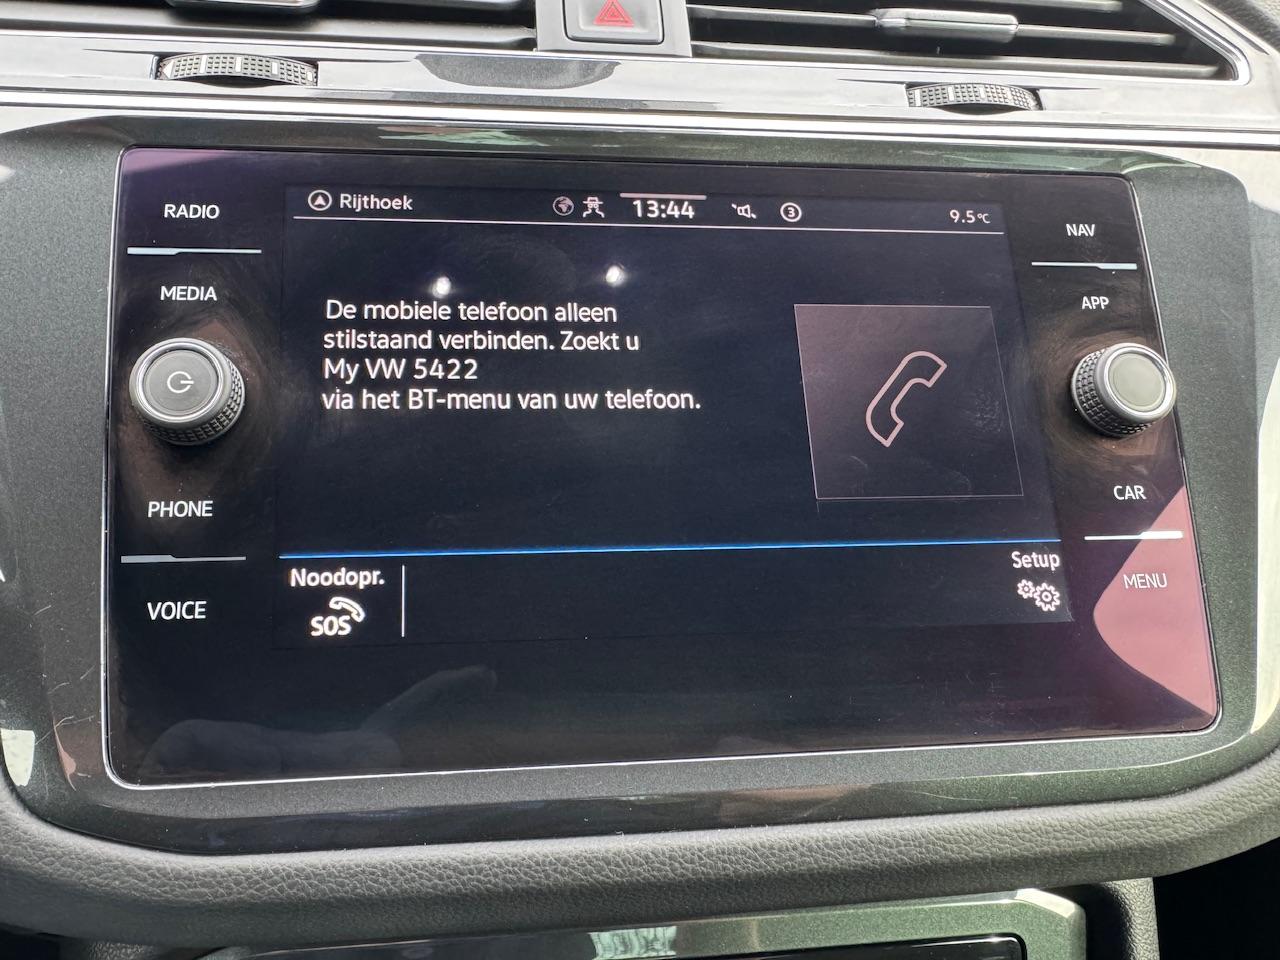 RADIO
MEDIA
PHONE
VOICE
Rijthoek
13:44
3
9.5°C
De mobiele telefoon alleen
stilstaand verbinden. Zoekt u
My VW 5422
via het BT-menu van uw telefoon.
Noodopr.
SOS
Setup
NAV
APP
CAR
MENU